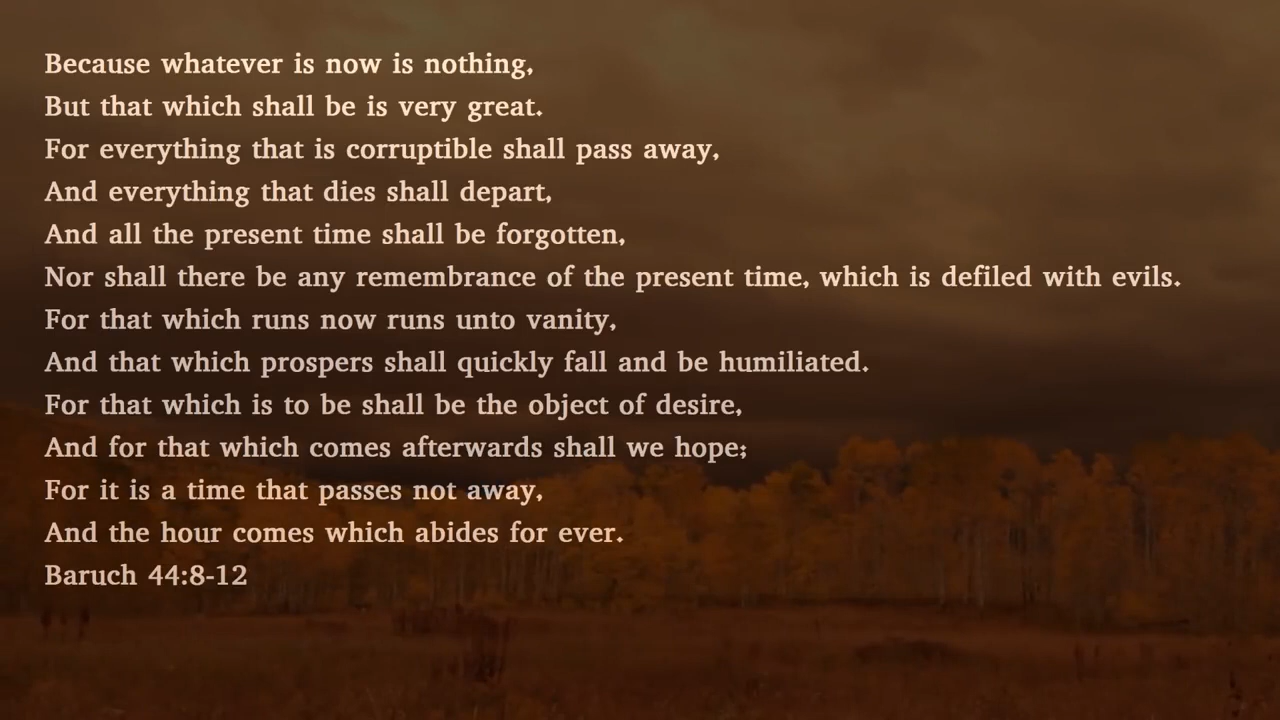 Because whatever is now is nothing,
But that which shall be is very great.
For everything that is corruptible shall pass away,
And everything that dies shall depart,
And all the present time shall be forgotten,
Nor shall there be any remembrance of the present time, which is defiled with evils.
For that which runs now runs unto vanity,
And that which prospers shall quickly fall and be humiliated.
For that which is to be shall be the object of desire,
And for that which comes afterwards shall we hope;
For it is a time that passes not away,
And the hour comes which abides for ever.
Baruch 44:8-12